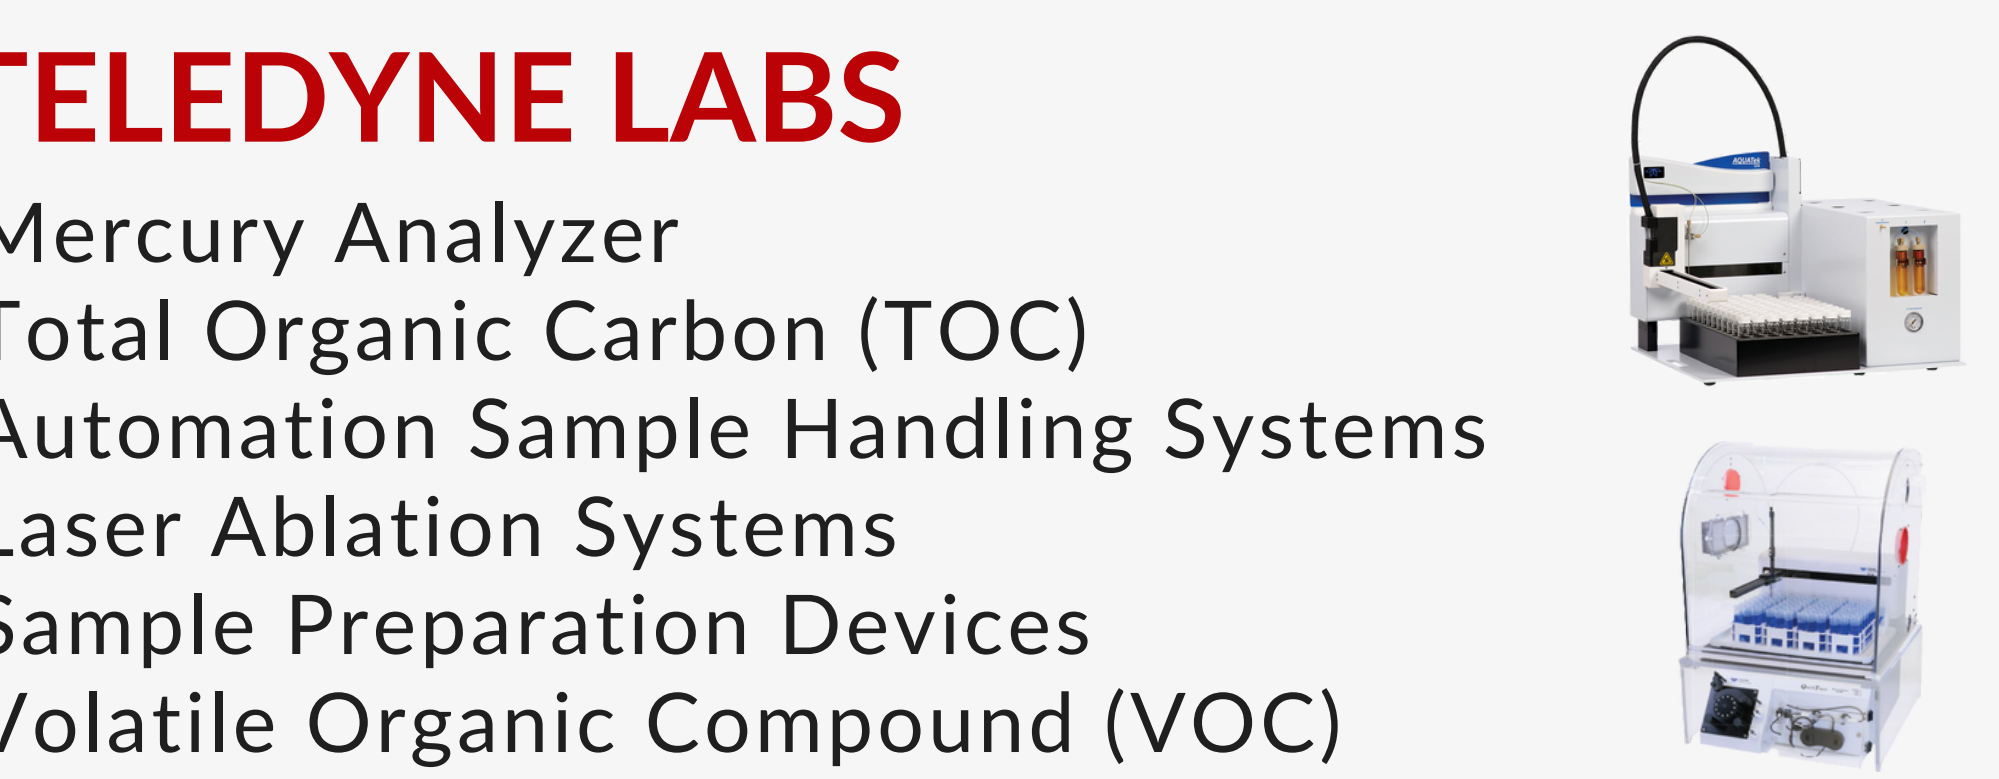 TELEDYNE LABS
Mercury Analyzer
Total Organic Carbon (TOC)
Automation Sample Handling Systems
Laser Ablation Systems
Sample Preparation Devices
Volatile Organic Compound (VOC)
AQUATek